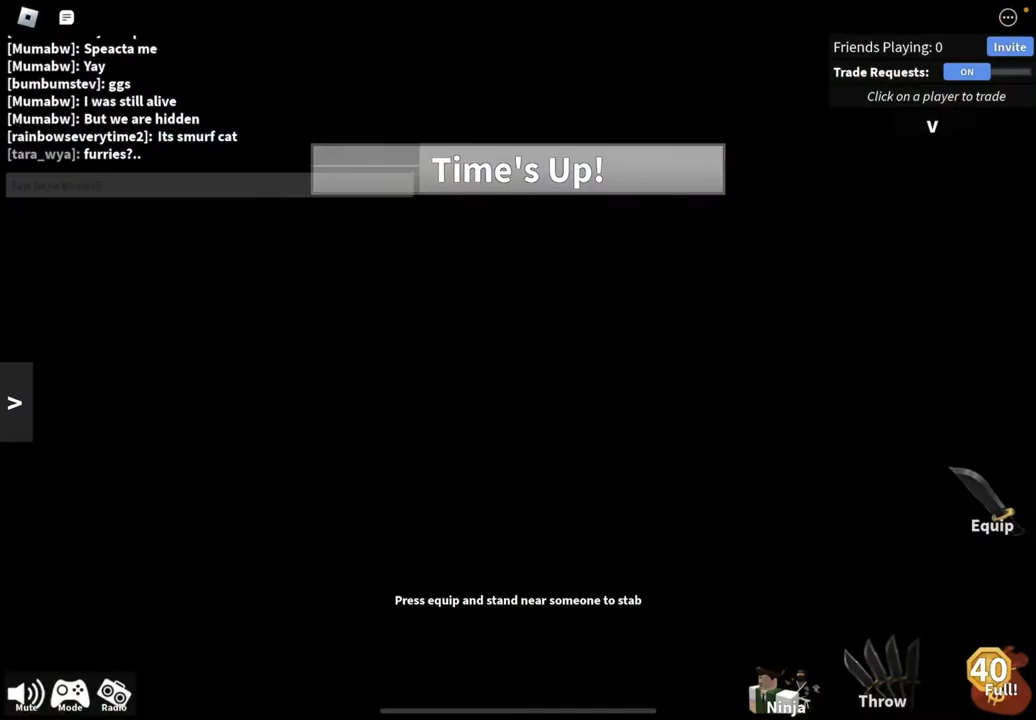 [Mumabw]: Speacta me
[Mumabw]: Yay
[bumbumstev]: ggs
[Mumabw]: I was still alive
[Mumabw]: But we are hidden
[rainbowseverytime2]: Its smurf cat
[tara_wya]: furries?..
Friends Playing: 0
Invite
Trade Requests:
ON
Click on a player to trade
V
Time's Up!
>
Equip
Press equip and stand near someone to stab
Mute
Mode
Radio
Ninja
Throw
40
Full!